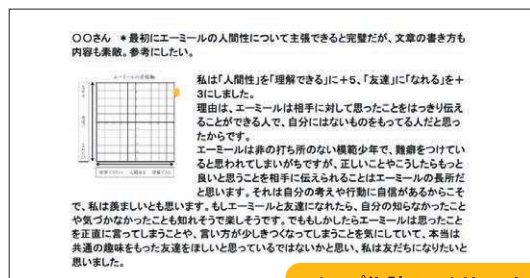 〇〇さん ＊最初にエーミールの人間性について主張できると完璧だが、文章の書き方も
内容も素敵。参考にしたい。
私は「人間性」を「理解できる」に＋5、「友達」に「なれる」を＋
3にしました。
理由は、エーミールは相手に対して思ったことをはっきり伝え
ることができる人で、自分にはないものをもってる人だと思っ
たからです。
エーミールは非の打ち所のない模範少年で、難癖をつけてい
ると思われてしまいがちですが、正しいことやこうしたらもっと
良いと思うことを相手に伝えられることはエーミールの長所だ
と思います。それは自分の考えや行動に自信があるからこそ
で、私は羨ましいとも思います。もしエーミールと友達になれたら、自分の知らなかったこと
や気づかなかったことも知れそうで楽しそうです。でももしかしたらエーミールは思ったこと
を正直に言ってしまうことや、言い方が少しきつくなってしまうことを気にしていて、本当は
共通の趣味をもった友達をほしいと思っているではないかと思い、私は友だちになりたいと
思いました。